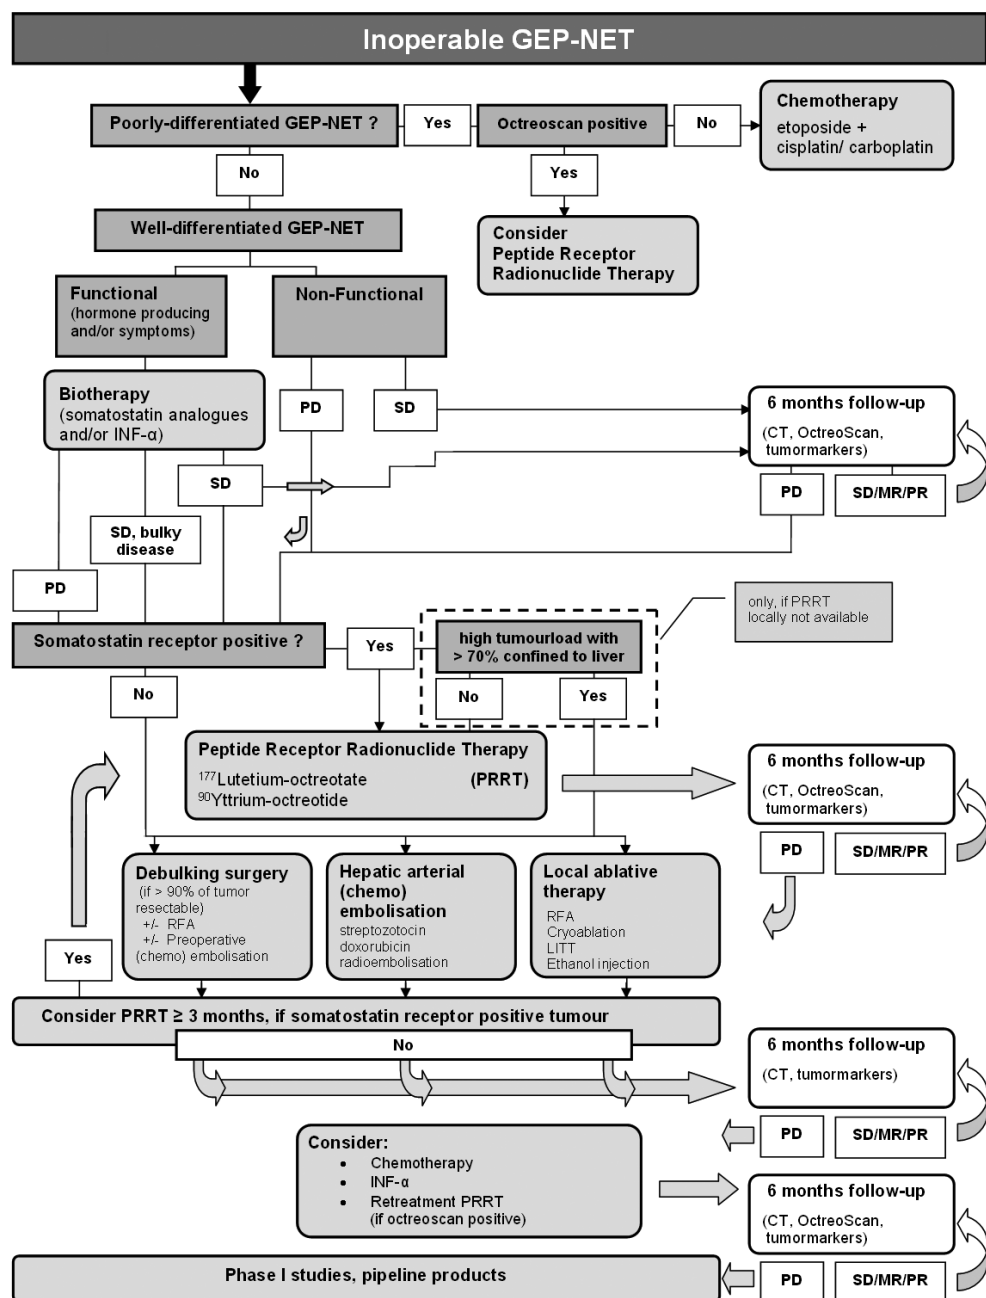 Inoperable GEP-NET
Poorly-differentiated GEP-NET ?
Yes
Octreoscan positive
No
Chemotherapy
etoposide +
cisplatin/ carboplatin
No
Yes
Well-differentiated GEP-NET
Consider
Peptide Receptor
Radionuclide Therapy
Functional
(hormone producing
and/or symptoms)
Non-Functional
Biotherapy
(somatostatin analogues
and/or INF-α)
PD
SD
6 months follow-up
(CT, OctreoScan,
tumormarkers)
SD
PD
SD/MR/PR
SD, bulky
disease
PD
only, if PRRT
locally not available
Somatostatin receptor positive ?
Yes
high tumourload with
> 70% confined to liver
No
No
Yes
Peptide Receptor Radionuclide Therapy
(PRRT)
177Lutetium-octreotate
90Yttrium-octreotide
6 months follow-up
(CT, OctreoScan,
tumormarkers)
PD
SD/MR/PR
Debulking surgery
(if > 90% of tumor
resectable)
+/- RFA
+/- Preoperative
(chemo) embolisation
Hepatic arterial
(chemo)
embolisation
streptozotocin
doxorubicin
radioembolisation
Local ablative
therapy
RFA
Cryoablation
LITT
Ethanol injection
Yes
Consider PRRT ≥ 3 months, if somatostatin receptor positive tumour
No
6 months follow-up
(CT, tumormarkers)
PD
SD/MR/PR
Consider:
• Chemotherapy
• INF-α
• Retreatment PRRT
(if octreoscan positive)
6 months follow-up
(CT, OctreoScan,
tumormarkers)
PD
SD/MR/PR
Phase I studies, pipeline products